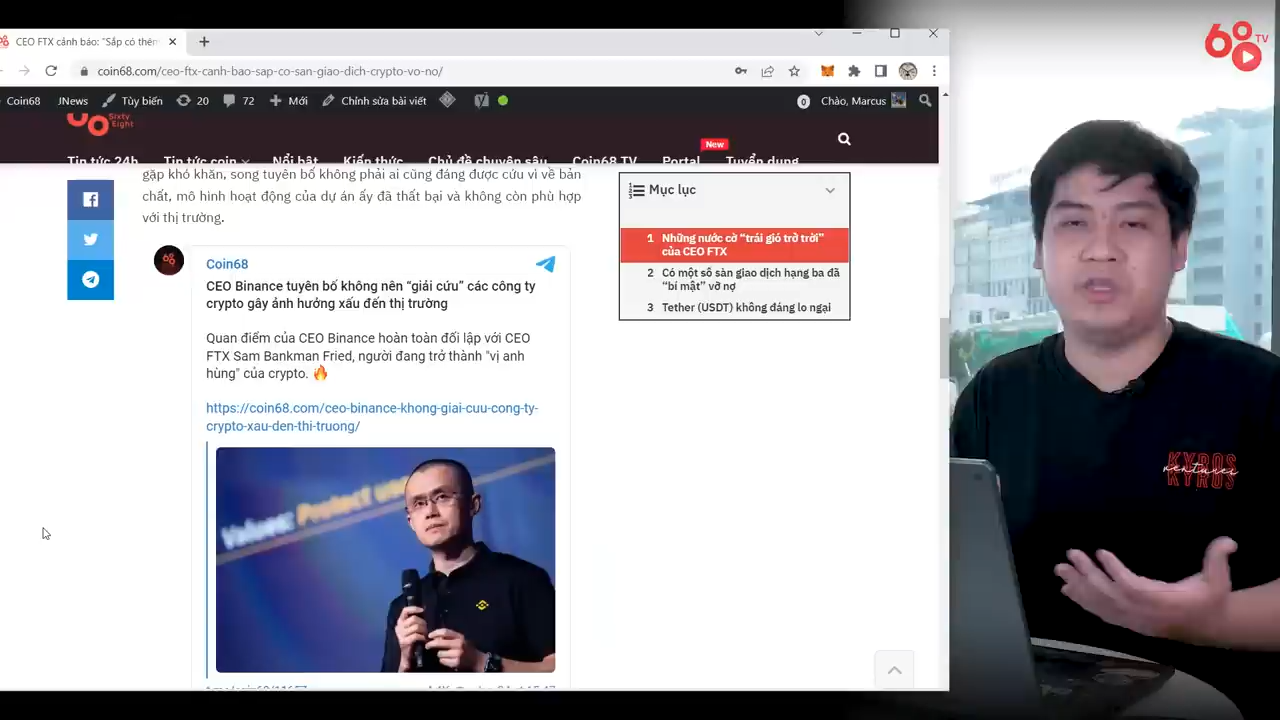 CEO FTX cảnh báo: "Sắp có thêm
coin68.com/ceo-ftx-canh-bao-sap-co-san-giao-dich-crypto-vo-no/
Coin68 JNews Tùy biến 20 72 Mới Chỉnh sửa bài viết 0 Chào, Marcus
Sixty
Eight
New
Tin tức 24h Tin tức coin Nổi bật Kiến thức Chủ đề chuyên sâu Coin68 TV Portal Tuyển dụng
gặp khó khăn, song tuyên bố không phải ai cũng đáng được cứu vì về bản
chất, mô hình hoạt động của dự án ấy đã thất bại và không còn phù hợp
với thị trường.
Coin68
CEO Binance tuyên bố không nên "giải cứu" các công ty
crypto gây ảnh hưởng xấu đến thị trường
Quan điểm của CEO Binance hoàn toàn đối lập với CEO
FTX Sam Bankman Fried, người đang trở thành "vị anh
hùng" của crypto. 🔥
https://coin68.com/ceo-binance-khong-giai-cuu-cong-ty-
crypto-xau-den-thi-truong/
Values: Protect
Mục lục
1 Những nước cờ "trái gió trở trời"
của CEO FTX
2 Có một số sàn giao dịch hạng ba đã
"bí mật" vỡ nợ
3 Tether (USDT) không đáng lo ngại
68 TV
KYROS
ventures
KYROS